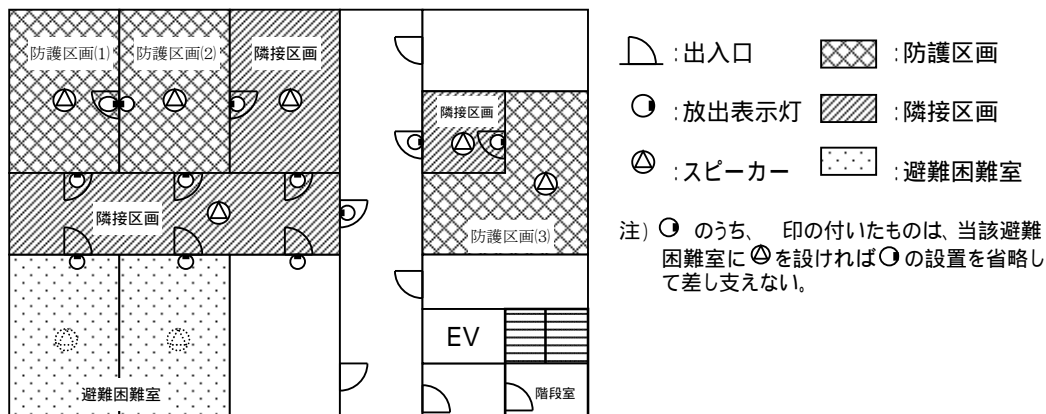 防護区画(1)
防護区画(2)
隣接区画
隣接区画
隣接区画
防護区画(3)
EV
避難困難室
階段室
:出入口
:防護区画
:放出表示灯
:隣接区画
:スピーカー
:避難困難室
注) のうち、 印の付いたものは、当該避難
困難室に を設ければ の設置を省略し
て差し支えない。